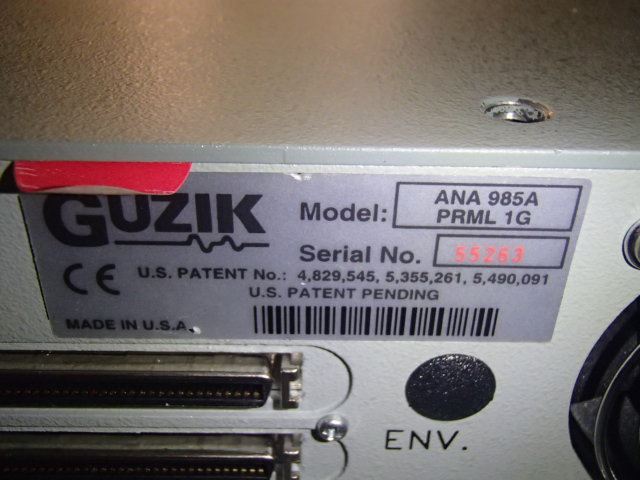 GUZIK
Model: ANA 985A
PRML 1G
Serial No. 55263
CE U.S. PATENT No.: 4,829,545, 5,355,261, 5,490,091
U.S. PATENT PENDING
MADE IN U.S.A.
ENV.